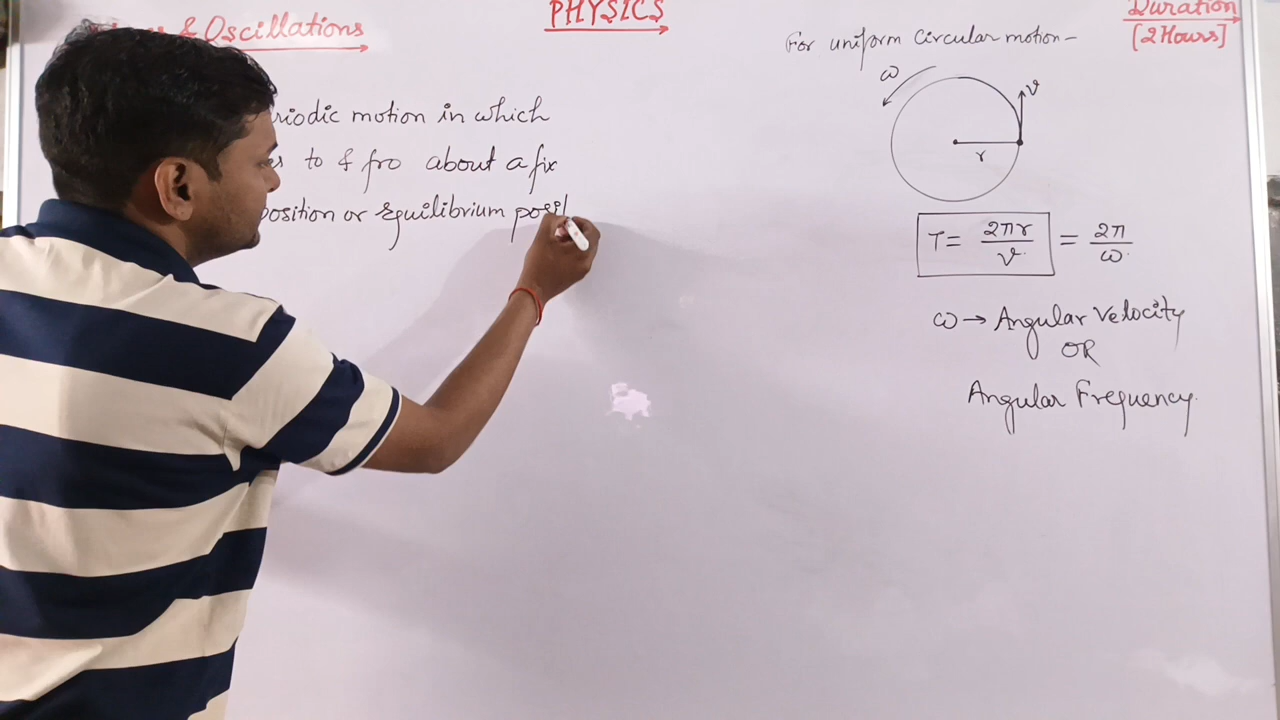 & Oscillations
PHYSICS
Duration
[2 Hours]
riodic motion in which
to & fro about a fix
position or equilibrium posit
For uniform circular motion -
ω
v
r
T = 2πr/v = 2π/ω
ω → Angular Velocity
OR
Angular Frequency